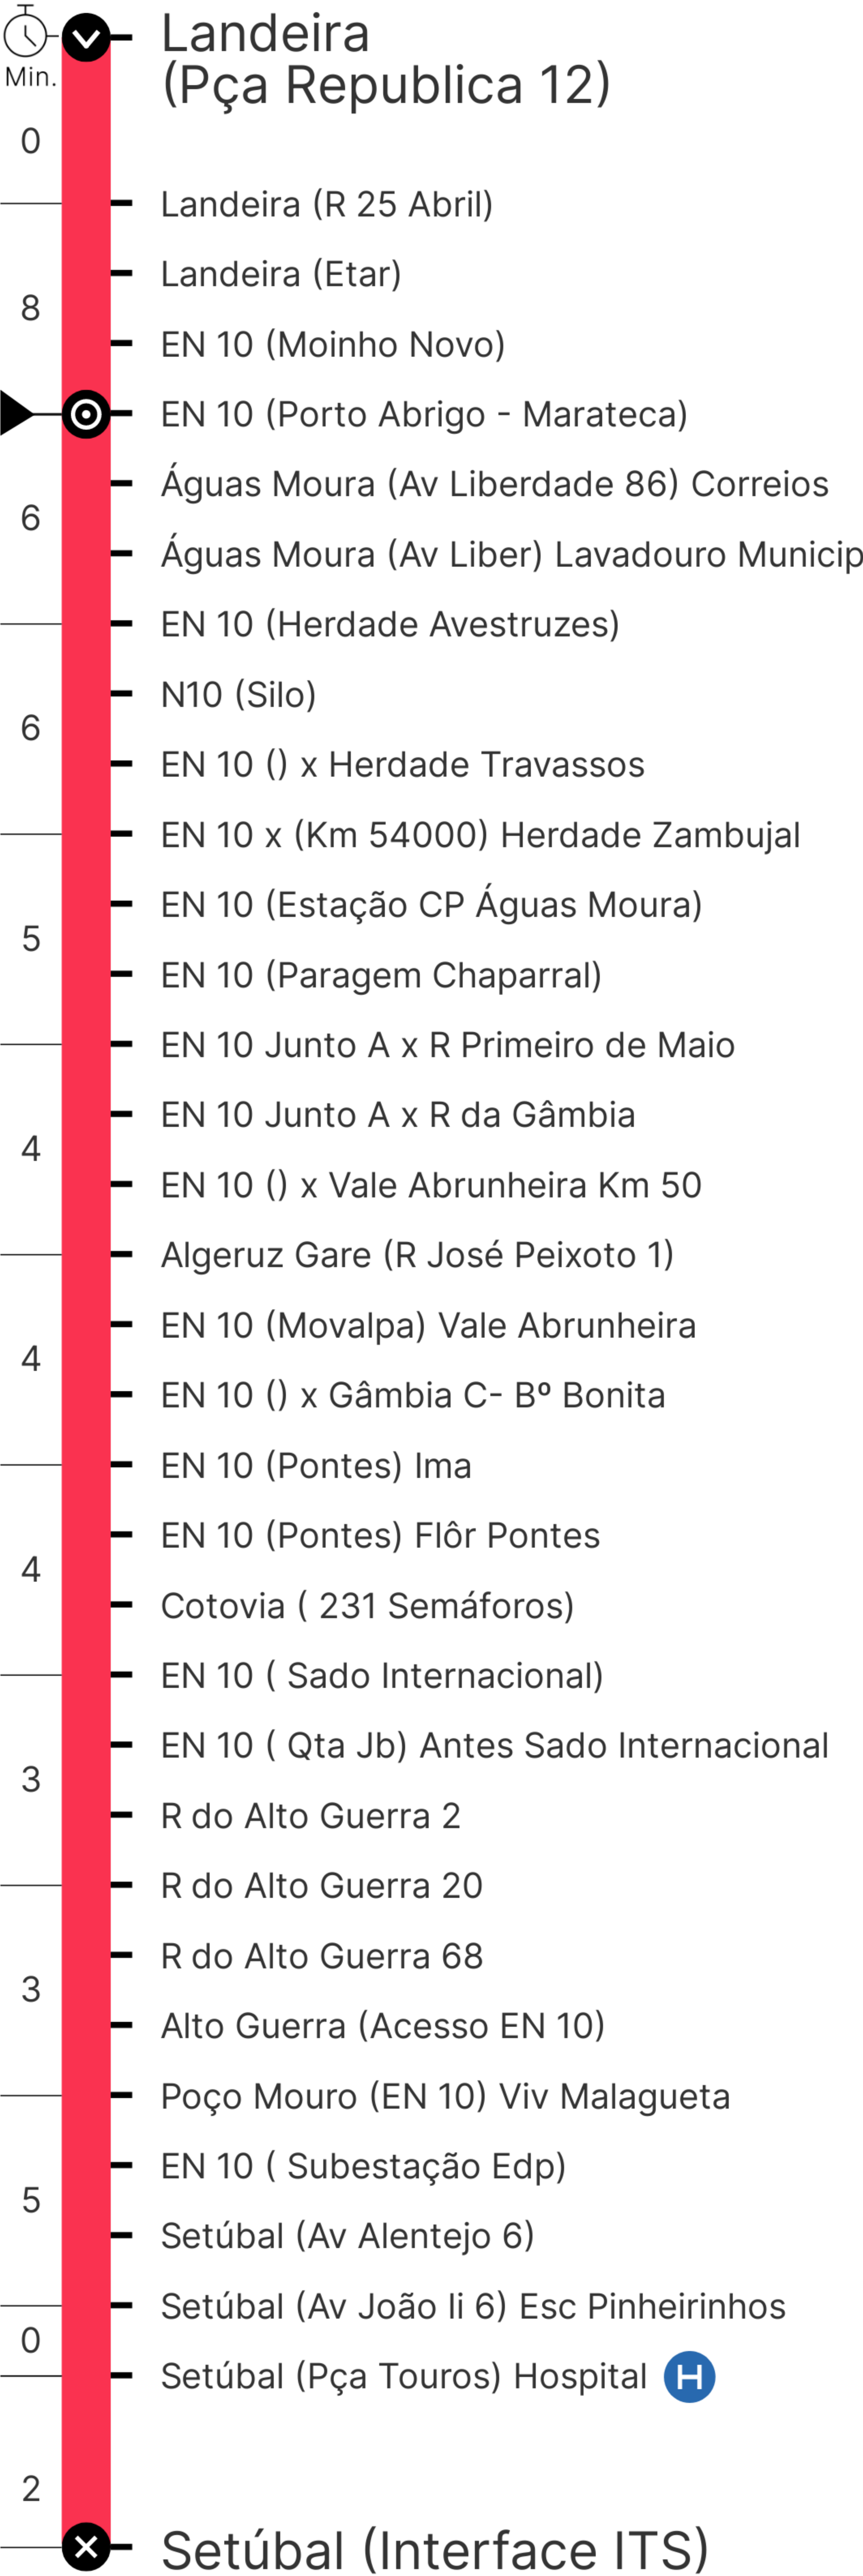 Landeira
(Pça Republica 12)
Min.
0
Landeira (R 25 Abril)
Landeira (Etar)
8
EN 10 (Moinho Novo)
EN 10 (Porto Abrigo - Marateca)
Águas Moura (Av Liberdade 86) Correios
6
Águas Moura (Av Liber) Lavadouro Municip
EN 10 (Herdade Avestruzes)
N10 (Silo)
6
EN 10 () x Herdade Travassos
EN 10 x (Km 54000) Herdade Zambujal
EN 10 (Estação CP Águas Moura)
5
EN 10 (Paragem Chaparral)
EN 10 Junto A x R Primeiro de Maio
EN 10 Junto A x R da Gâmbia
4
EN 10 () x Vale Abrunheira Km 50
Algeruz Gare (R José Peixoto 1)
EN 10 (Movalpa) Vale Abrunheira
4
EN 10 () x Gâmbia C- Bº Bonita
EN 10 (Pontes) Ima
EN 10 (Pontes) Flôr Pontes
4
Cotovia ( 231 Semáforos)
EN 10 ( Sado Internacional)
EN 10 ( Qta Jb) Antes Sado Internacional
3
R do Alto Guerra 2
R do Alto Guerra 20
R do Alto Guerra 68
3
Alto Guerra (Acesso EN 10)
Poço Mouro (EN 10) Viv Malagueta
EN 10 ( Subestação Edp)
5
Setúbal (Av Alentejo 6)
Setúbal (Av João Ii 6) Esc Pinheirinhos
0
Setúbal (Pça Touros) Hospital H
2
Setúbal (Interface ITS)